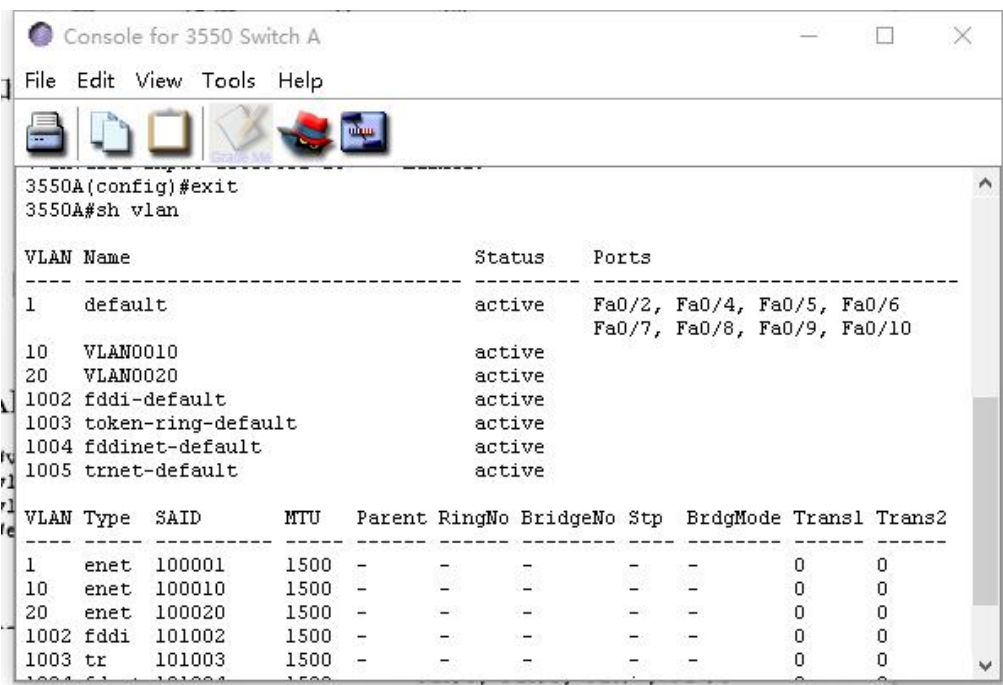 Console for 3550 Switch A
File Edit View Tools Help
Grade Me
3550A(config)#exit
3550A#sh vlan
VLAN Name Status Ports
---- -------------------------------- --------- -------------------------------
1 default active Fa0/2, Fa0/4, Fa0/5, Fa0/6
Fa0/7, Fa0/8, Fa0/9, Fa0/10
10 VLAN0010 active
20 VLAN0020 active
1002 fddi-default active
1003 token-ring-default active
1004 fddinet-default active
1005 trnet-default active
VLAN Type SAID MTU Parent RingNo BridgeNo Stp BrdgMode Trans1 Trans2
---- ----- ---------- ----- ------ ------ -------- ---- -------- ------ ------
1 enet 100001 1500 - - - - - 0 0
10 enet 100010 1500 - - - - - 0 0
20 enet 100020 1500 - - - - - 0 0
1002 fddi 101002 1500 - - - - - 0 0
1003 tr 101003 1500 - - - - - 0 0